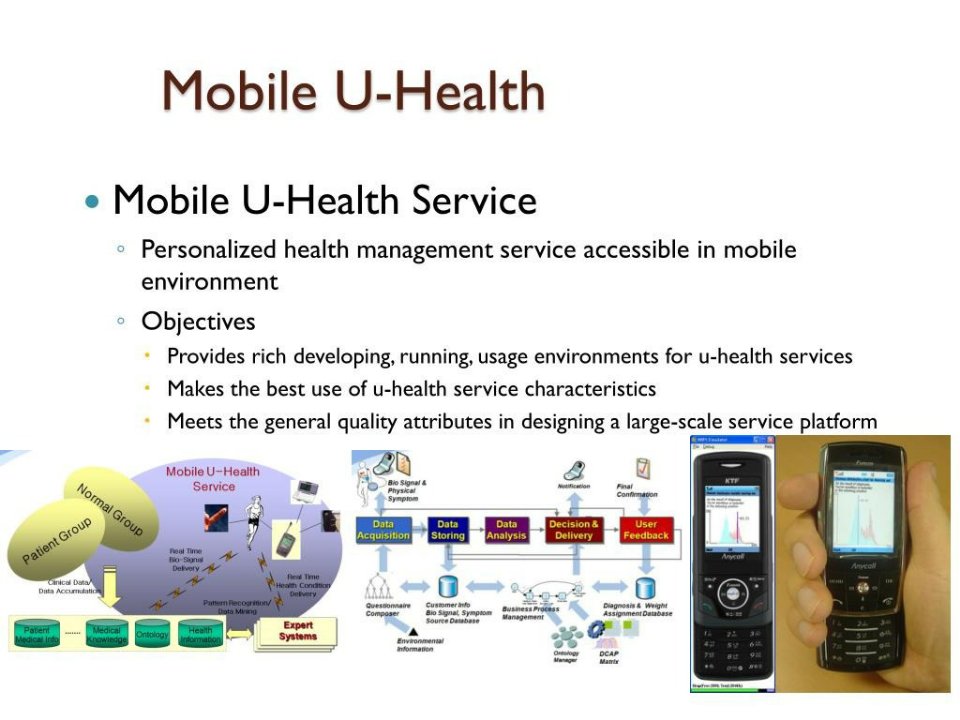 Mobile U-Health
Mobile U-Health Service
Personalized health management service accessible in mobile
environment
Objectives
Provides rich developing, running, usage environments for u-health services
Makes the best use of u-health service characteristics
Meets the general quality attributes in designing a large-scale service platform
Mobile U-Health
Service
Normal Group
Patient Group
Real Time
Bio-Signal
Delivery
Real Time
Health Condition
Delivery
Clinical Data/
Data Accumulation
Pattern Recognition/
Data Mining
Patient
Medical Info
.......
Medical
Knowledge
Ontology
Health
Information
Expert
Systems
Bio Signal &
Physical
Symptom
Notification
Final
Confirmation
Data
Acquisition
Data
Storing
Data
Analysis
Decision &
Delivery
User
Feedback
Questionnaire
Composer
Customer Info
Bio Signal, Symptom
Source Database
Business Process
Management
Diagnosis & Weight
Assignment Database
Environmental
Information
Ontology
Manager
DCAP
Matrix
KTF
Anycall
Anycall